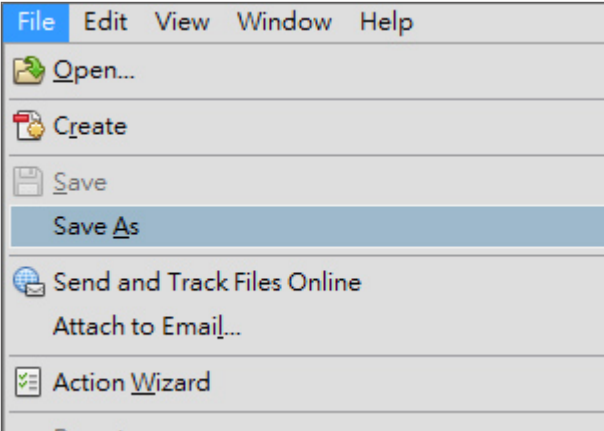 File Edit View Window Help
Open...
Create
Save
Save As
Send and Track Files Online
Attach to Email...
Action Wizard